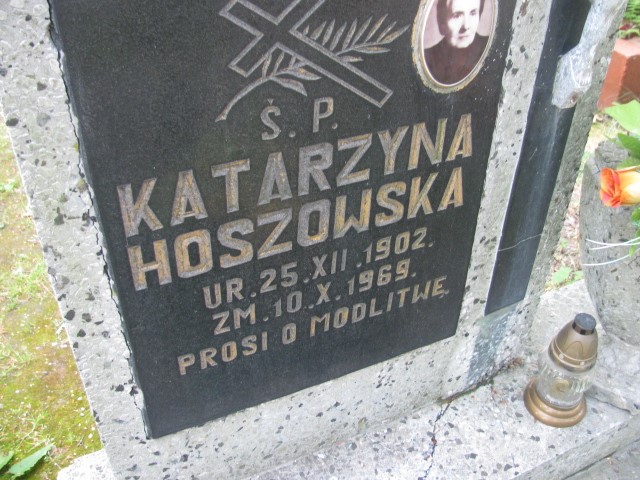 Ś. P.
KATARZYNA
HOSZOWSKA
UR. 25. XII. 1902.
ZM. 10. X. 1969.
PROSI O MODLITWĘ